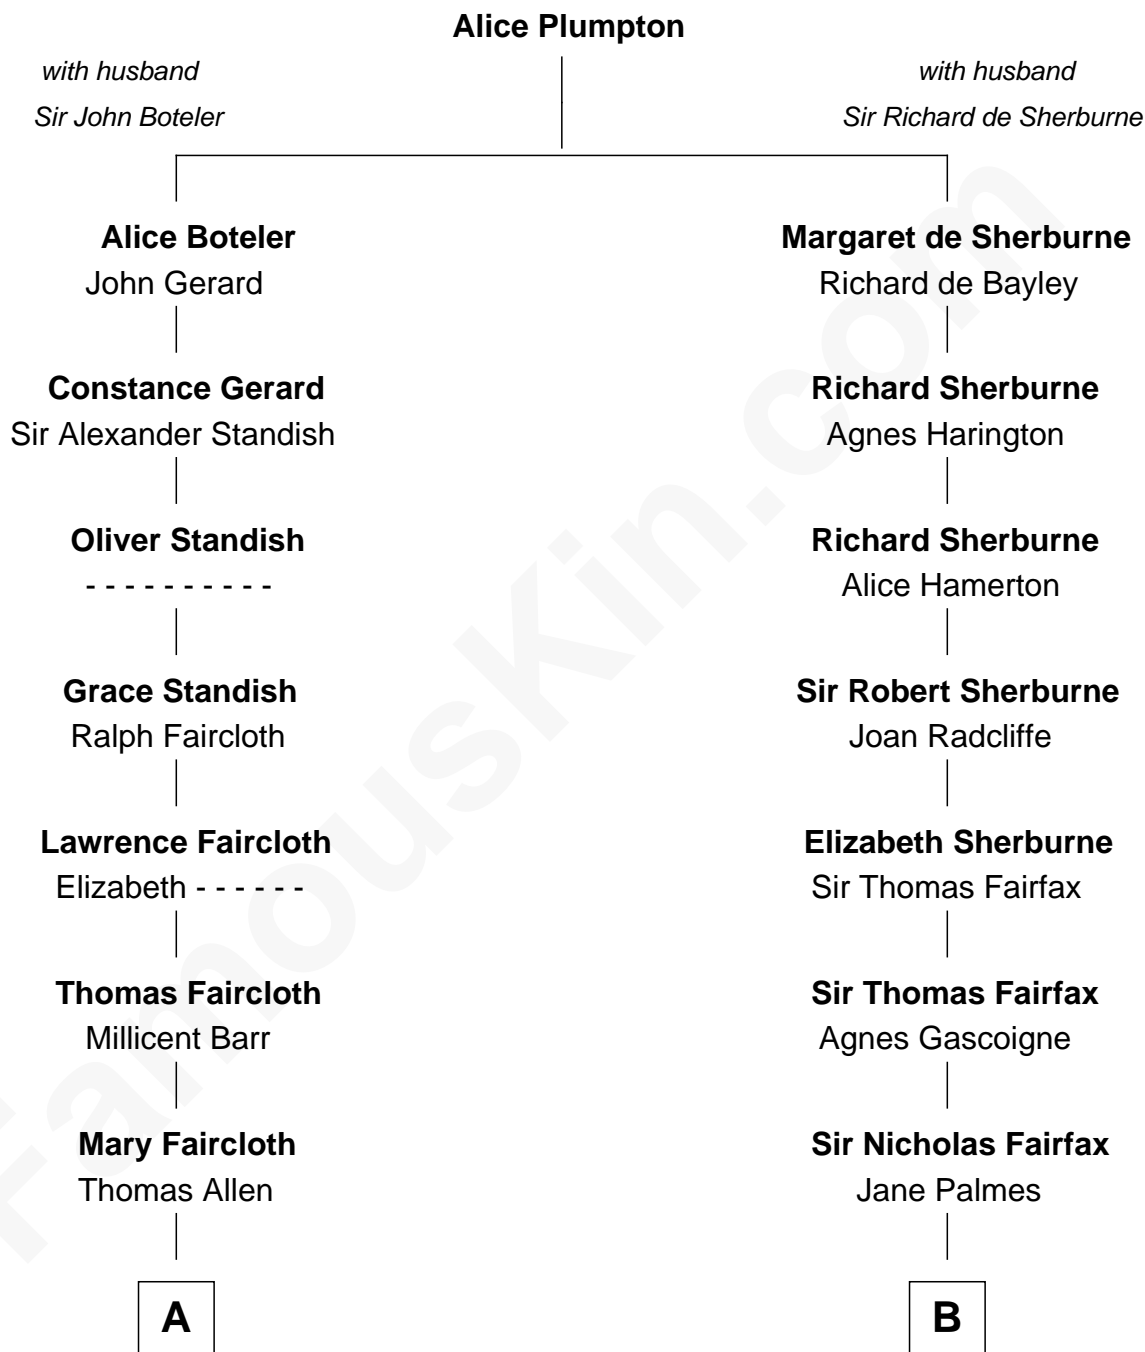 Alice Plumpton
with husband
Sir John Boteler
with husband
Sir Richard de Sherburne
Alice Boteler
John Gerard
Margaret de Sherburne
Richard de Bayley
Constance Gerard
Sir Alexander Standish
Richard Sherburne
Agnes Harington
Oliver Standish
- - - - - - - - - -
Richard Sherburne
Alice Hamerton
Grace Standish
Ralph Faircloth
Sir Robert Sherburne
Joan Radcliffe
Lawrence Faircloth
Elizabeth - - - - - -
Elizabeth Sherburne
Sir Thomas Fairfax
Thomas Faircloth
Millicent Barr
Sir Thomas Fairfax
Agnes Gascoigne
Mary Faircloth
Thomas Allen
Sir Nicholas Fairfax
Jane Palmes
A
B
FamousKin.com